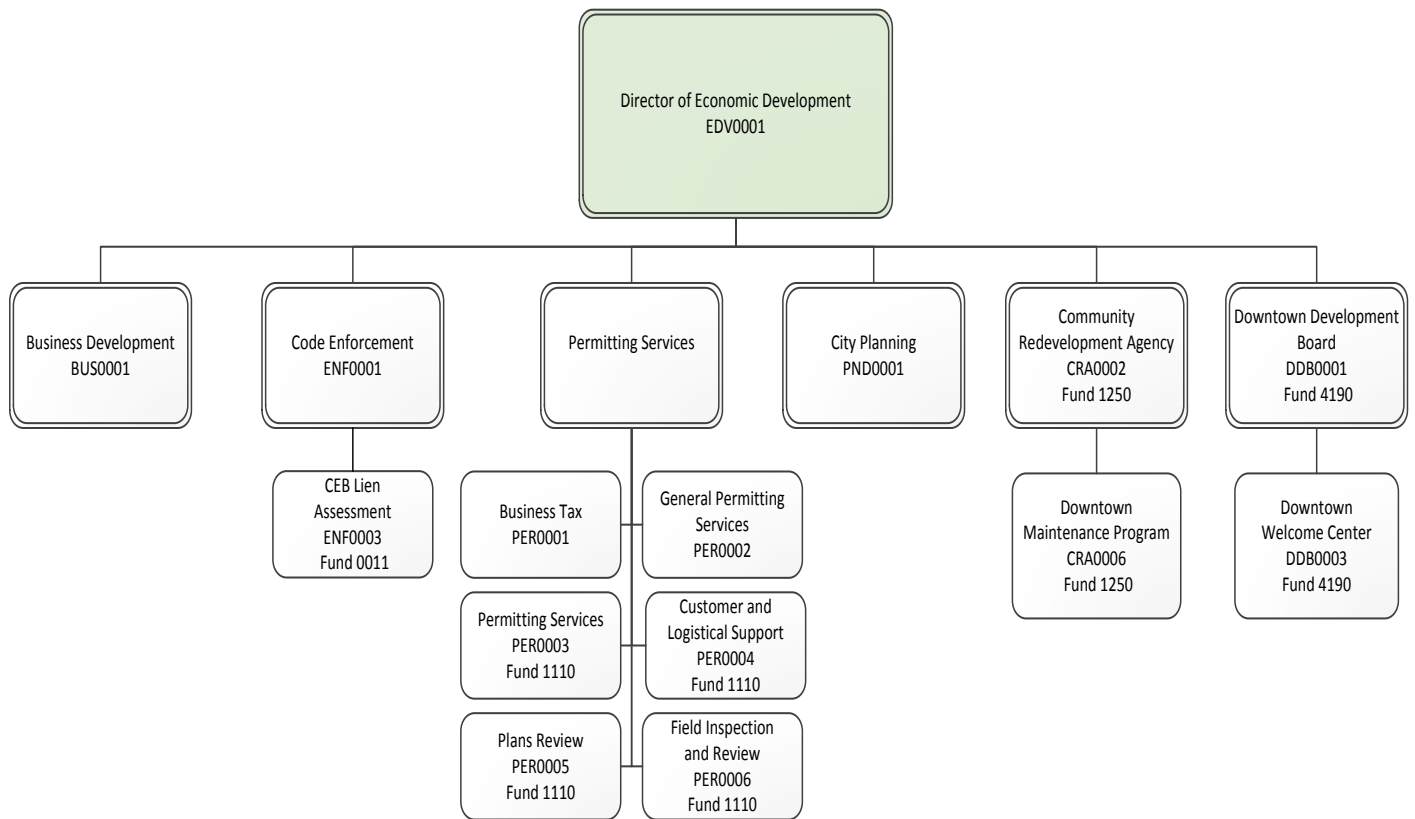 Director of Economic Development
EDV0001
Business Development
BUS0001
Code Enforcement
ENF0001
Permitting Services
City Planning
PND0001
Community
Redevelopment Agency
CRA0002
Fund 1250
Downtown Development
Board
DDB0001
Fund 4190
CEB Lien
Assessment
ENF0003
Fund 0011
Business Tax
PER0001
General Permitting
Services
PER0002
Downtown
Maintenance Program
CRA0006
Fund 1250
Downtown
Welcome Center
DDB0003
Fund 4190
Permitting Services
PER0003
Fund 1110
Customer and
Logistical Support
PER0004
Fund 1110
Plans Review
PER0005
Fund 1110
Field Inspection
and Review
PER0006
Fund 1110